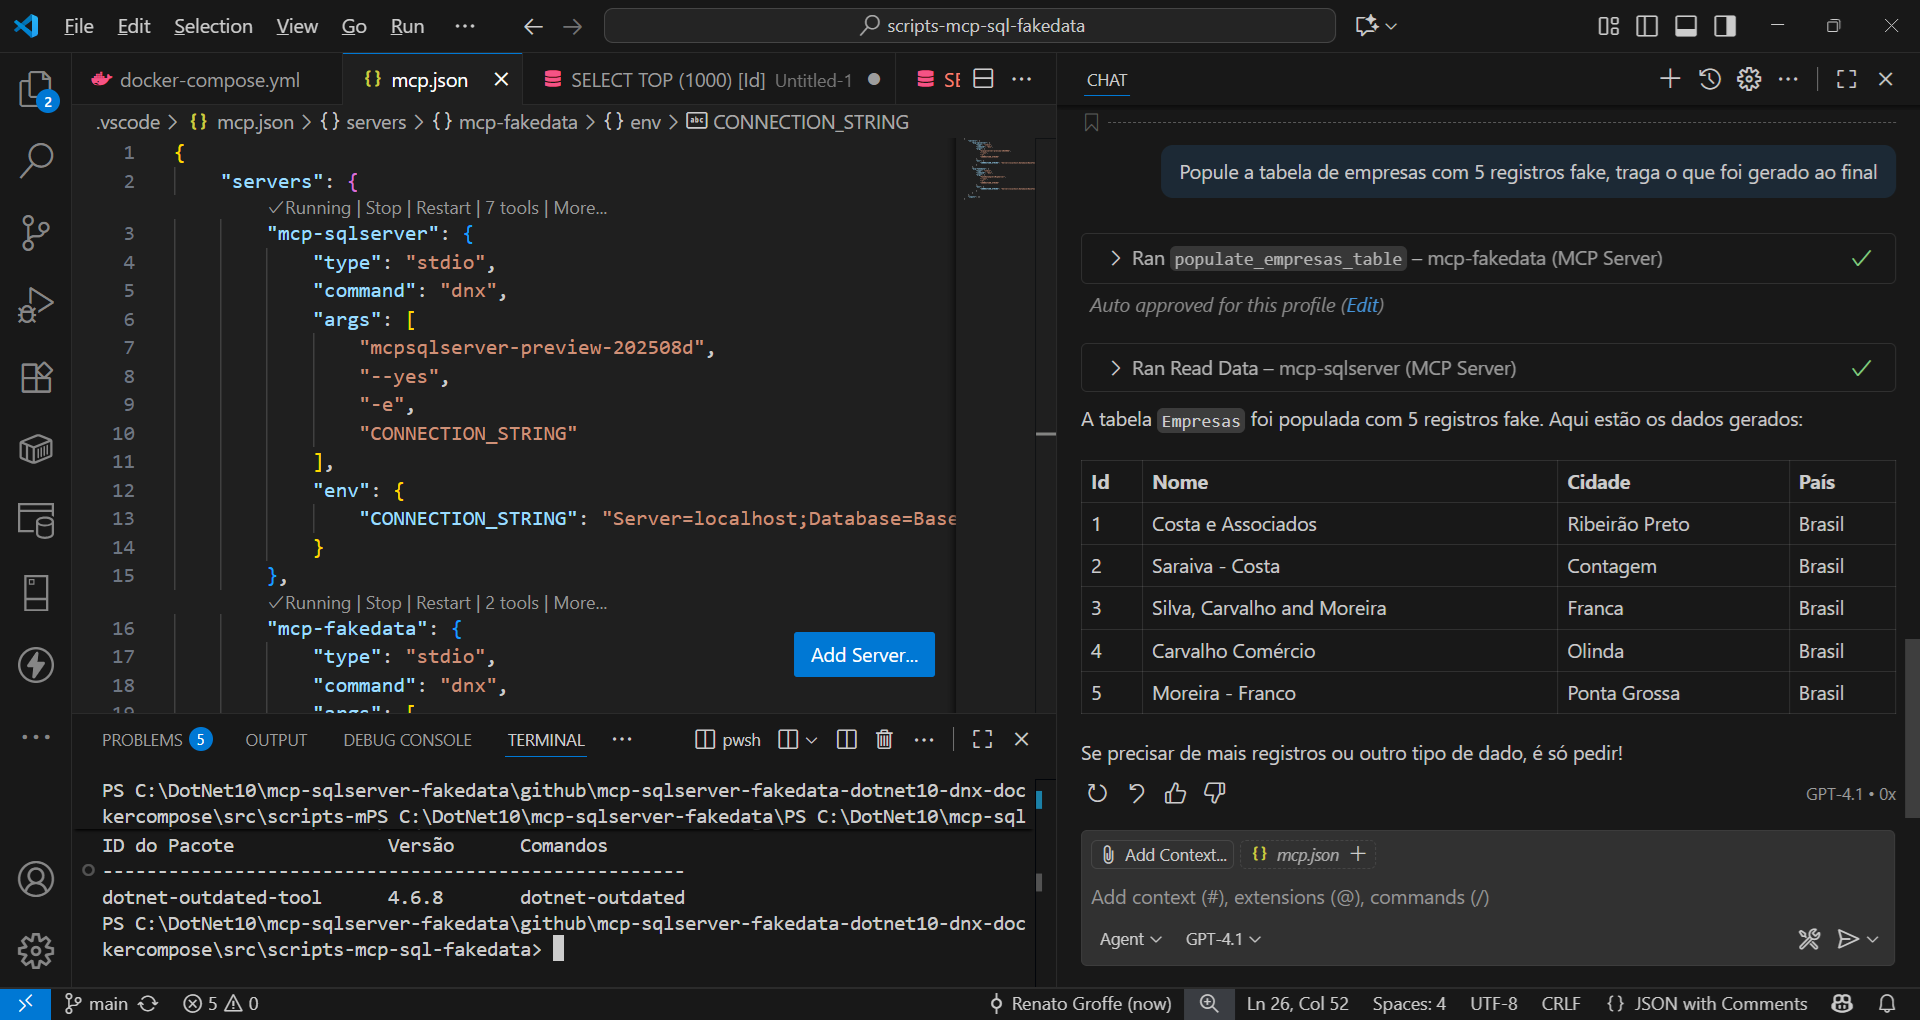 File Edit Selection View Go Run ··· scripts-mcp-sql-fakedata
docker-compose.yml {} mcp.json SELECT TOP (1000) [Id] Untitled-1 SE ···
.vscode > {} mcp.json > {} servers > {} mcp-fakedata > {} env > abc CONNECTION_STRING
1 {
2 "servers": {
✓Running | Stop | Restart | 7 tools | More...
3 "mcp-sqlserver": {
4 "type": "stdio",
5 "command": "dnx",
6 "args": [
7 "mcpsqlserver-preview-202508d",
8 "--yes",
9 "-e",
10 "CONNECTION_STRING"
11 ],
12 "env": {
13 "CONNECTION_STRING": "Server=localhost;Database=Base
14 }
15 },
✓Running | Stop | Restart | 2 tools | More...
16 "mcp-fakedata": {
17 "type": "stdio",
18 "command": "dnx",
19 "args": [
Add Server...
2
PROBLEMS 5 OUTPUT DEBUG CONSOLE TERMINAL ··· pwsh ···
PS C:\DotNet10\mcp-sqlserver-fakedata\github\mcp-sqlserver-fakedata-dotnet10-dnx-doc
kercompose\src\scripts-mPS C:\DotNet10\mcp-sqlserver-fakedata\PS C:\DotNet10\mcp-sql
ID do Pacote Versão Comandos
-----------------------------------------------------
dotnet-outdated-tool 4.6.8 dotnet-outdated
PS C:\DotNet10\mcp-sqlserver-fakedata\github\mcp-sqlserver-fakedata-dotnet10-dnx-doc
kercompose\src\scripts-mcp-sql-fakedata>
CHAT
Popule a tabela de empresas com 5 registros fake, traga o que foi gerado ao final
> Ran populate_empresas_table – mcp-fakedata (MCP Server)
Auto approved for this profile (Edit)
> Ran Read Data – mcp-sqlserver (MCP Server)
A tabela Empresas foi populada com 5 registros fake. Aqui estão os dados gerados:
Id Nome Cidade País
1 Costa e Associados Ribeirão Preto Brasil
2 Saraiva - Costa Contagem Brasil
3 Silva, Carvalho and Moreira Franca Brasil
4 Carvalho Comércio Olinda Brasil
5 Moreira - Franco Ponta Grossa Brasil
Se precisar de mais registros ou outro tipo de dado, é só pedir!
GPT-4.1 • 0x
Add Context... {} mcp.json +
Add context (#), extensions (@), commands (/)
Agent GPT-4.1
main 5 0 Renato Groffe (now) Ln 26, Col 52 Spaces: 4 UTF-8 CRLF {} JSON with Comments